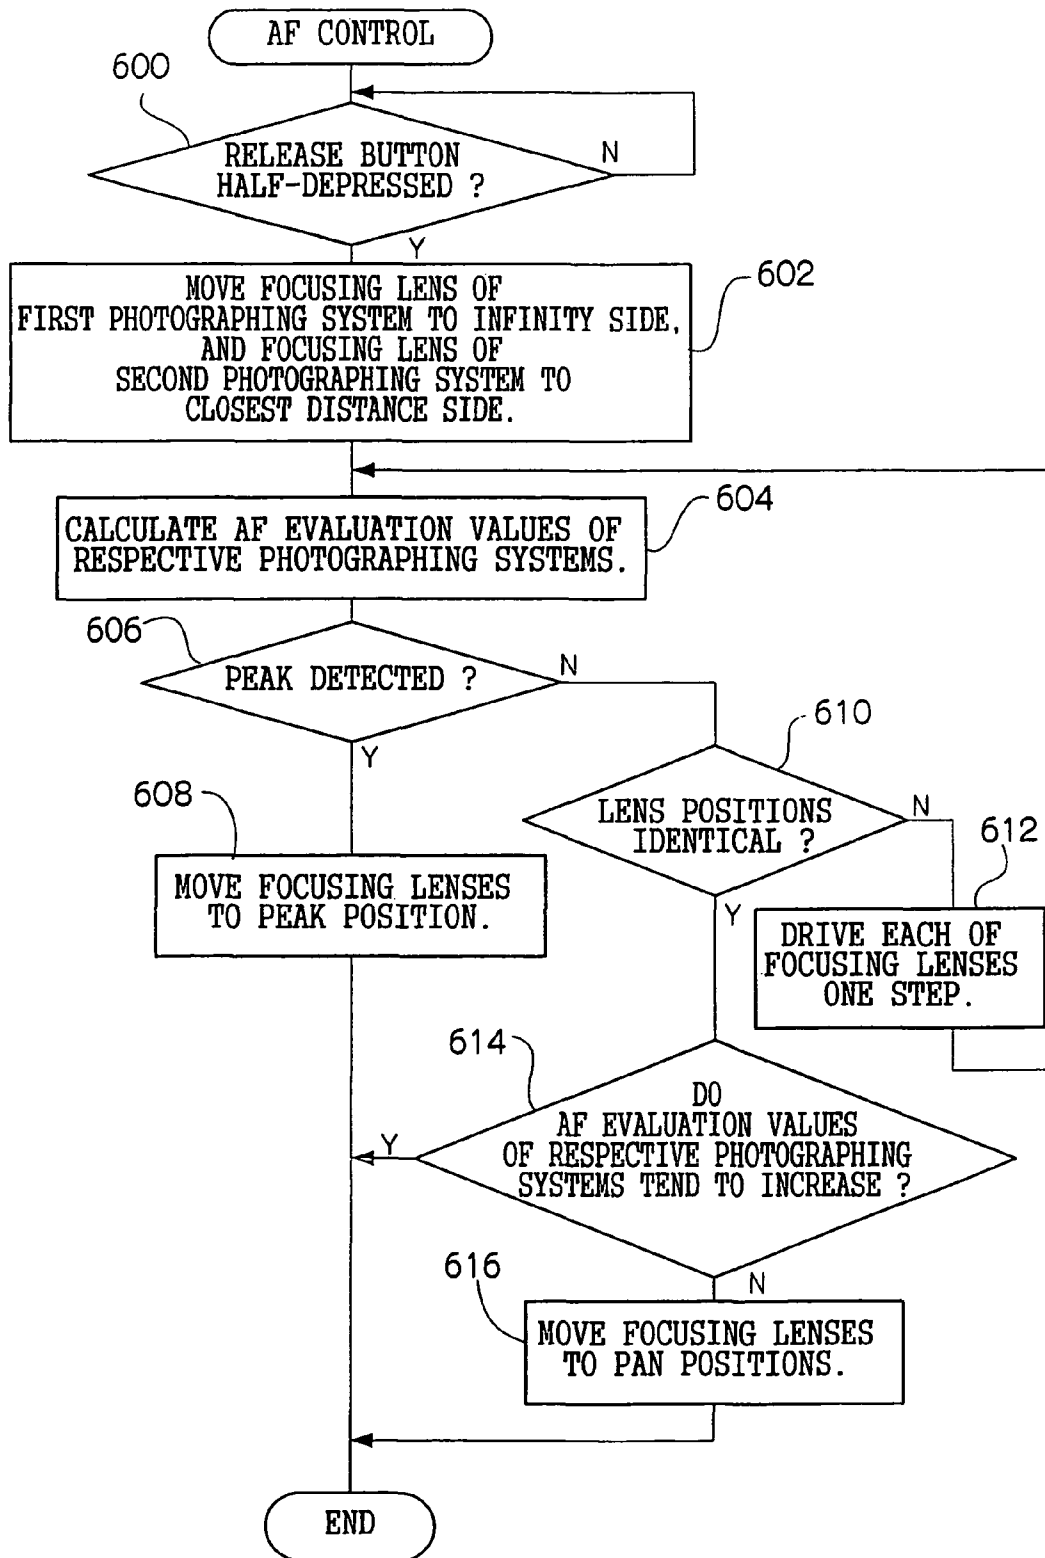 AF CONTROL
600
RELEASE BUTTON
HALF-DEPRESSED ?
N
Y
MOVE FOCUSING LENS OF
FIRST PHOTOGRAPHING SYSTEM TO INFINITY SIDE,
AND FOCUSING LENS OF
SECOND PHOTOGRAPHING SYSTEM TO
CLOSEST DISTANCE SIDE.
602
604
CALCULATE AF EVALUATION VALUES OF
RESPECTIVE PHOTOGRAPHING SYSTEMS.
606
PEAK DETECTED ?
N
Y
610
LENS POSITIONS
IDENTICAL ?
N
Y
608
MOVE FOCUSING LENSES
TO PEAK POSITION.
612
DRIVE EACH OF
FOCUSING LENSES
ONE STEP.
614
DO
AF EVALUATION VALUES
OF RESPECTIVE PHOTOGRAPHING
SYSTEMS TEND TO INCREASE ?
Y
N
616
MOVE FOCUSING LENSES
TO PAN POSITIONS.
END